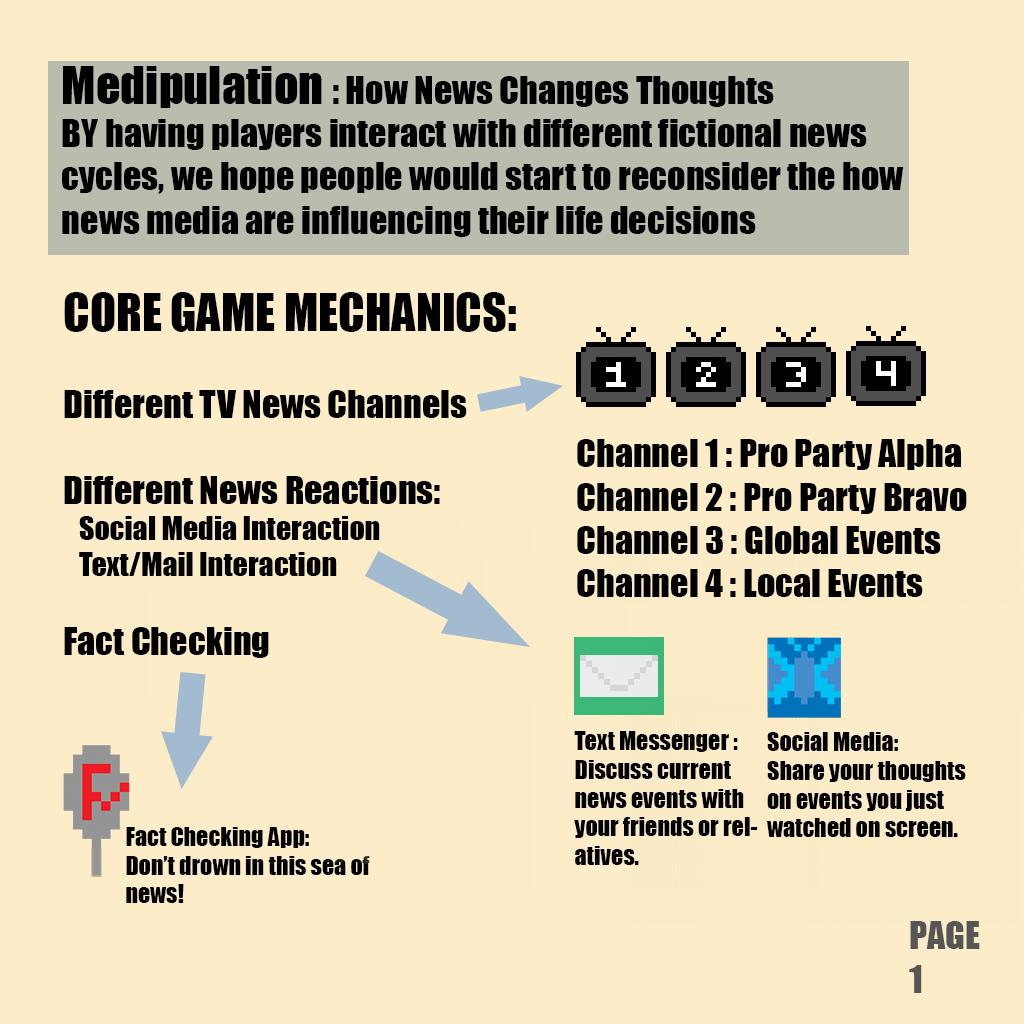 Medipulation : How News Changes Thoughts
BY having players interact with different fictional news
cycles, we hope people would start to reconsider the how
news media are influencing their life decisions
CORE GAME MECHANICS:
Different TV News Channels
1 2 3 4
Channel 1 : Pro Party Alpha
Channel 2 : Pro Party Bravo
Channel 3 : Global Events
Channel 4 : Local Events
Different News Reactions:
Social Media Interaction
Text/Mail Interaction
Text Messenger :
Discuss current
news events with
your friends or rel-
atives.
Social Media:
Share your thoughts
on events you just
watched on screen.
Fact Checking
F
Fact Checking App:
Don't drown in this sea of
news!
PAGE
1